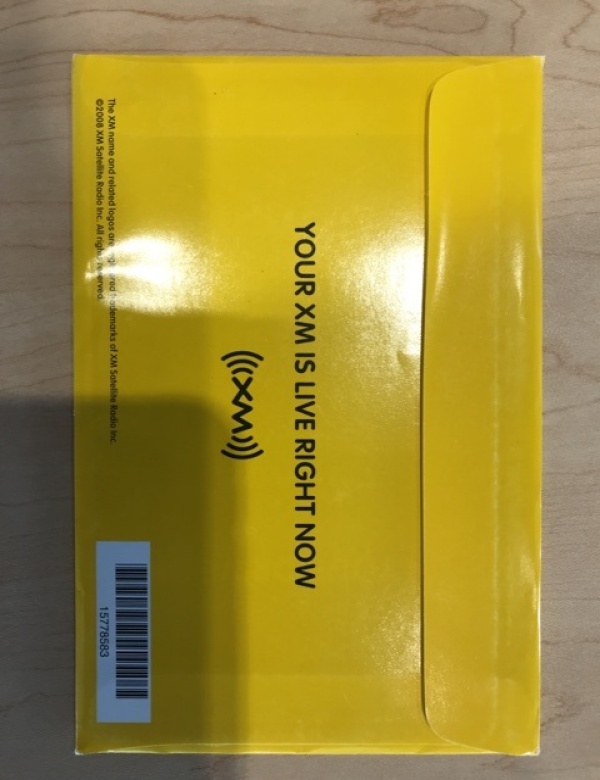 YOUR XM IS LIVE RIGHT NOW
XM
The XM name and related logos are registered trademarks of XM Satellite Radio Inc.
©2008 XM Satellite Radio Inc. All rights reserved.
15778583